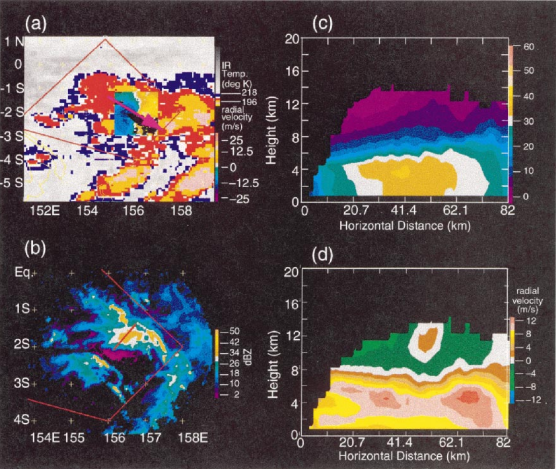 (a)
1 N
0
-1 S
-2 S
-3 S
-4 S
-5 S
152E 154 156 158
IR
Temp.
(deg K)
218
196
radial
velocity
(m/s)
25
12.5
0
-12.5
-25
(b)
Eq.
1S
2S
3S
4S
154E 155 156 157 158E
50
42
34
26
18
10
2
dBZ
(c)
20
16
12
8
4
0
Height (km)
0 20.7 41.4 62.1 82
Horizontal Distance (km)
60
50
40
30
20
10
0
(d)
20
16
12
8
4
0
Height (km)
0 20.7 41.4 62.1 82
Horizontal Distance (km)
radial
velocity
(m/s)
12
8
4
0
-4
-8
-12